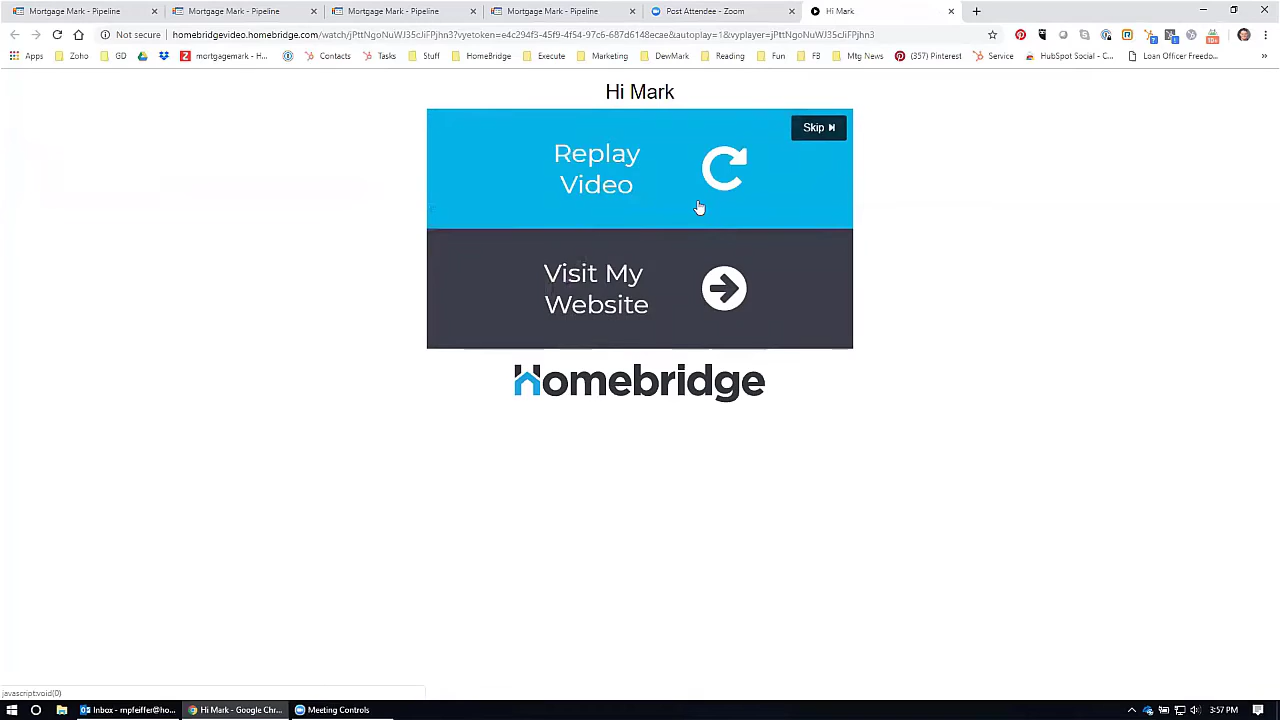 Mortgage Mark - Pipeline
Mortgage Mark - Pipeline
Mortgage Mark - Pipeline
Mortgage Mark - Pipeline
Post Attendee - Zoom
Hi Mark
Not secure
homebridgevideo.homebridge.com/watch/jPttNgoNuWJ35cJiFPjhn3?vyetoken=e4c294f3-45f9-4f54-97c6-687d6148ecae&autoplay=1&vyplayer=jPttNgoNuWJ35cJiFPjhn3
Apps
Zoho
GD
mortgagemark - H...
Contacts
Tasks
Stuff
HomeBridge
Execute
Marketing
DewMark
Reading
Fun
FB
Mtg News
(357) Pinterest
Service
HubSpot Social - C...
Loan Officer Freedo...
»
Hi Mark
Skip
Replay
Video
Visit My
Website
Homebridge
javascript:void(0)
Inbox - mpfeiffer@ho...
Hi Mark - Google Chr...
Meeting Controls
3:57 PM